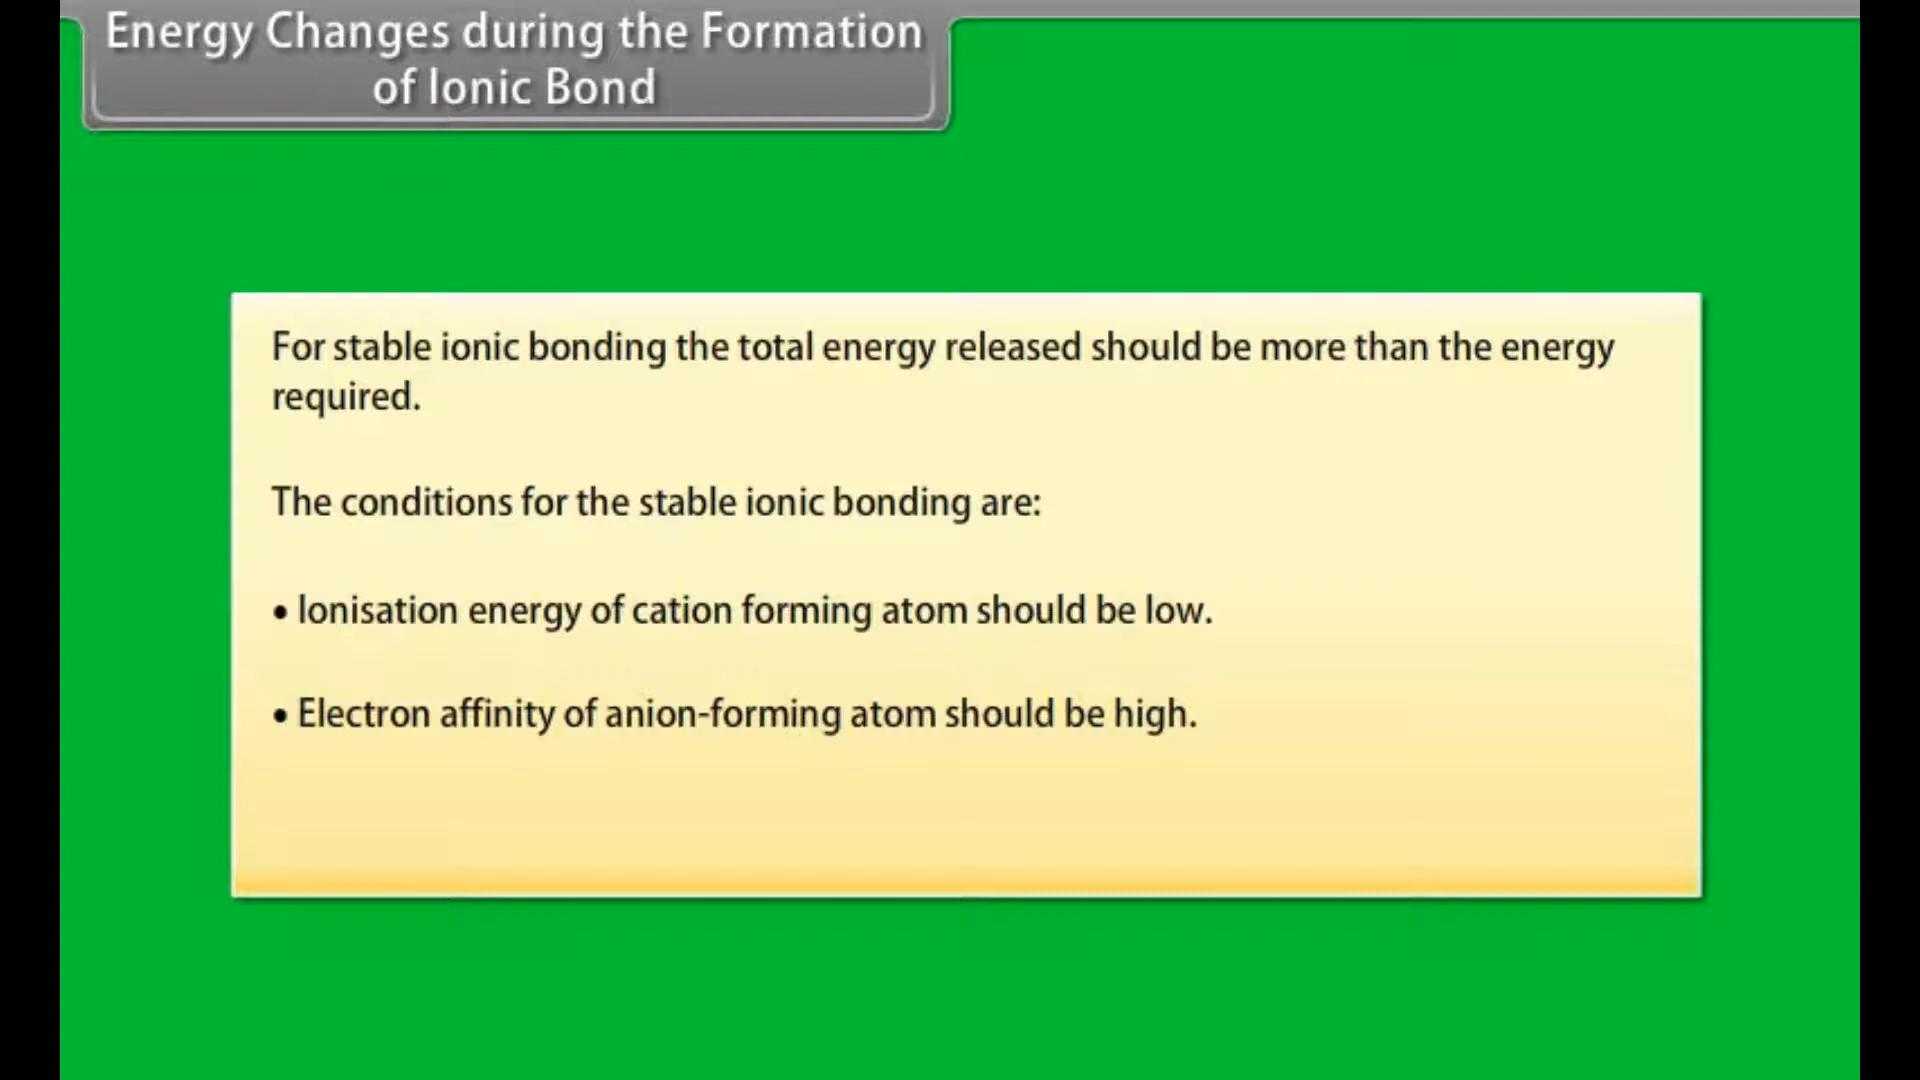 Energy Changes during the Formation
of Ionic Bond
For stable ionic bonding the total energy released should be more than the energy
required.
The conditions for the stable ionic bonding are:
• Ionisation energy of cation forming atom should be low.
• Electron affinity of anion-forming atom should be high.